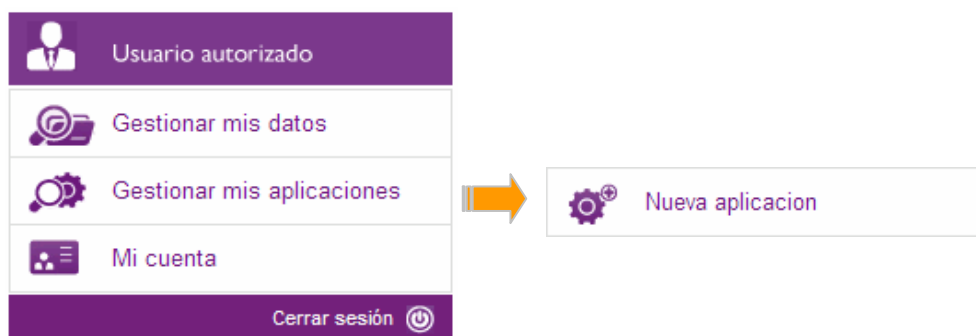 Usuario autorizado
Gestionar mis datos
Gestionar mis aplicaciones
Nueva aplicacion
Mi cuenta
Cerrar sesión